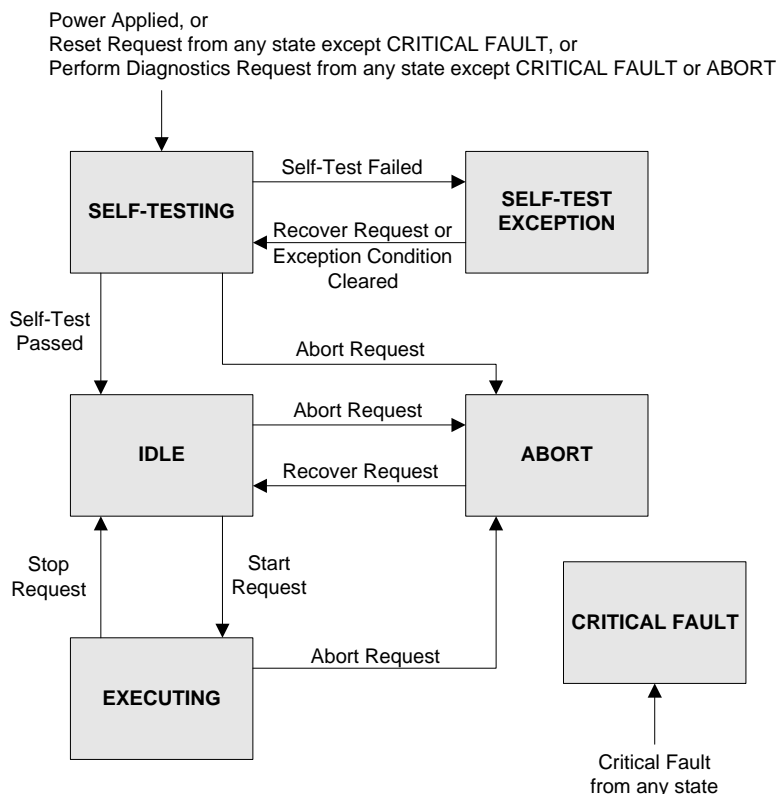 Power Applied, or
Reset Request from any state except CRITICAL FAULT, or
Perform Diagnostics Request from any state except CRITICAL FAULT or ABORT
SELF-TESTING
Self-Test Failed
SELF-TEST
EXCEPTION
Recover Request or
Exception Condition
Cleared
Self-Test
Passed
Abort Request
IDLE
Abort Request
Recover Request
ABORT
Stop
Request
Start
Request
CRITICAL FAULT
EXECUTING
Abort Request
Critical Fault
from any state